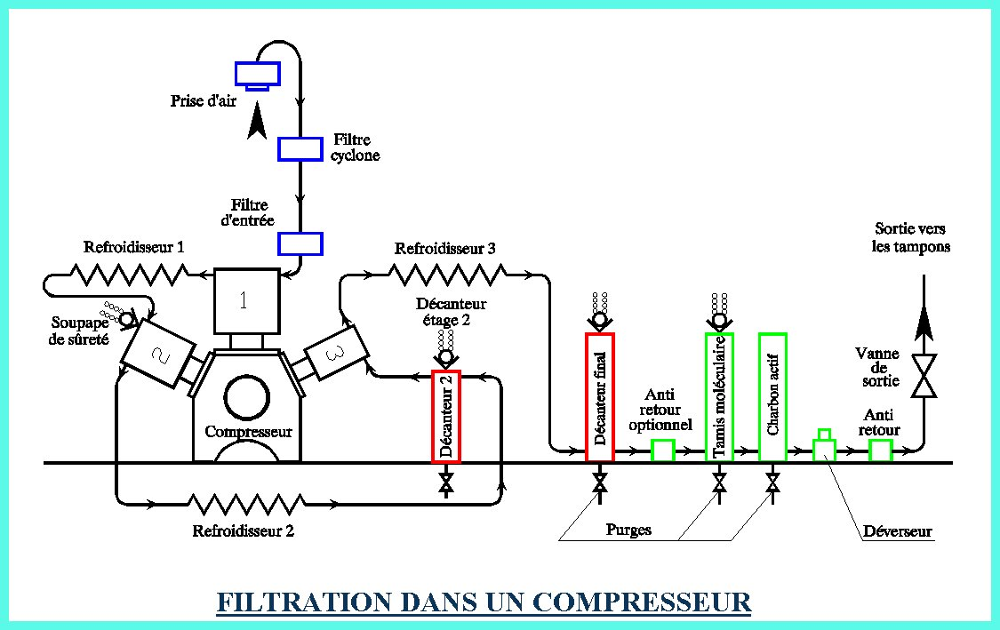 Prise d'air
Filtre
cyclone
Filtre
d'entrée
Refroidisseur 1
Refroidisseur 3
Sortie vers
les tampons
1
Soupape
de sûreté
2
3
Décanteur
étage 2
Décanteur 2
Compresseur
Décanteur final
Anti
retour
optionnel
Tamis moléculaire
Charbon actif
Vanne
de
sortie
Anti
retour
Refroidisseur 2
Purges
Déverseur
FILTRATION DANS UN COMPRESSEUR